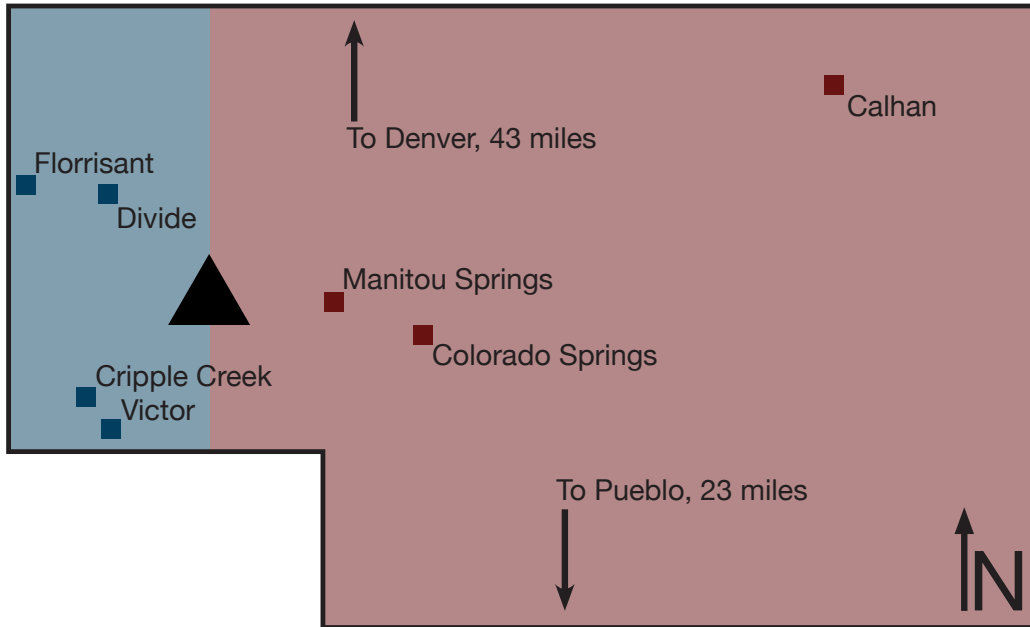 Calhan
To Denver, 43 miles
Florrisant
Divide
Manitou Springs
Colorado Springs
Cripple Creek
Victor
To Pueblo, 23 miles
N